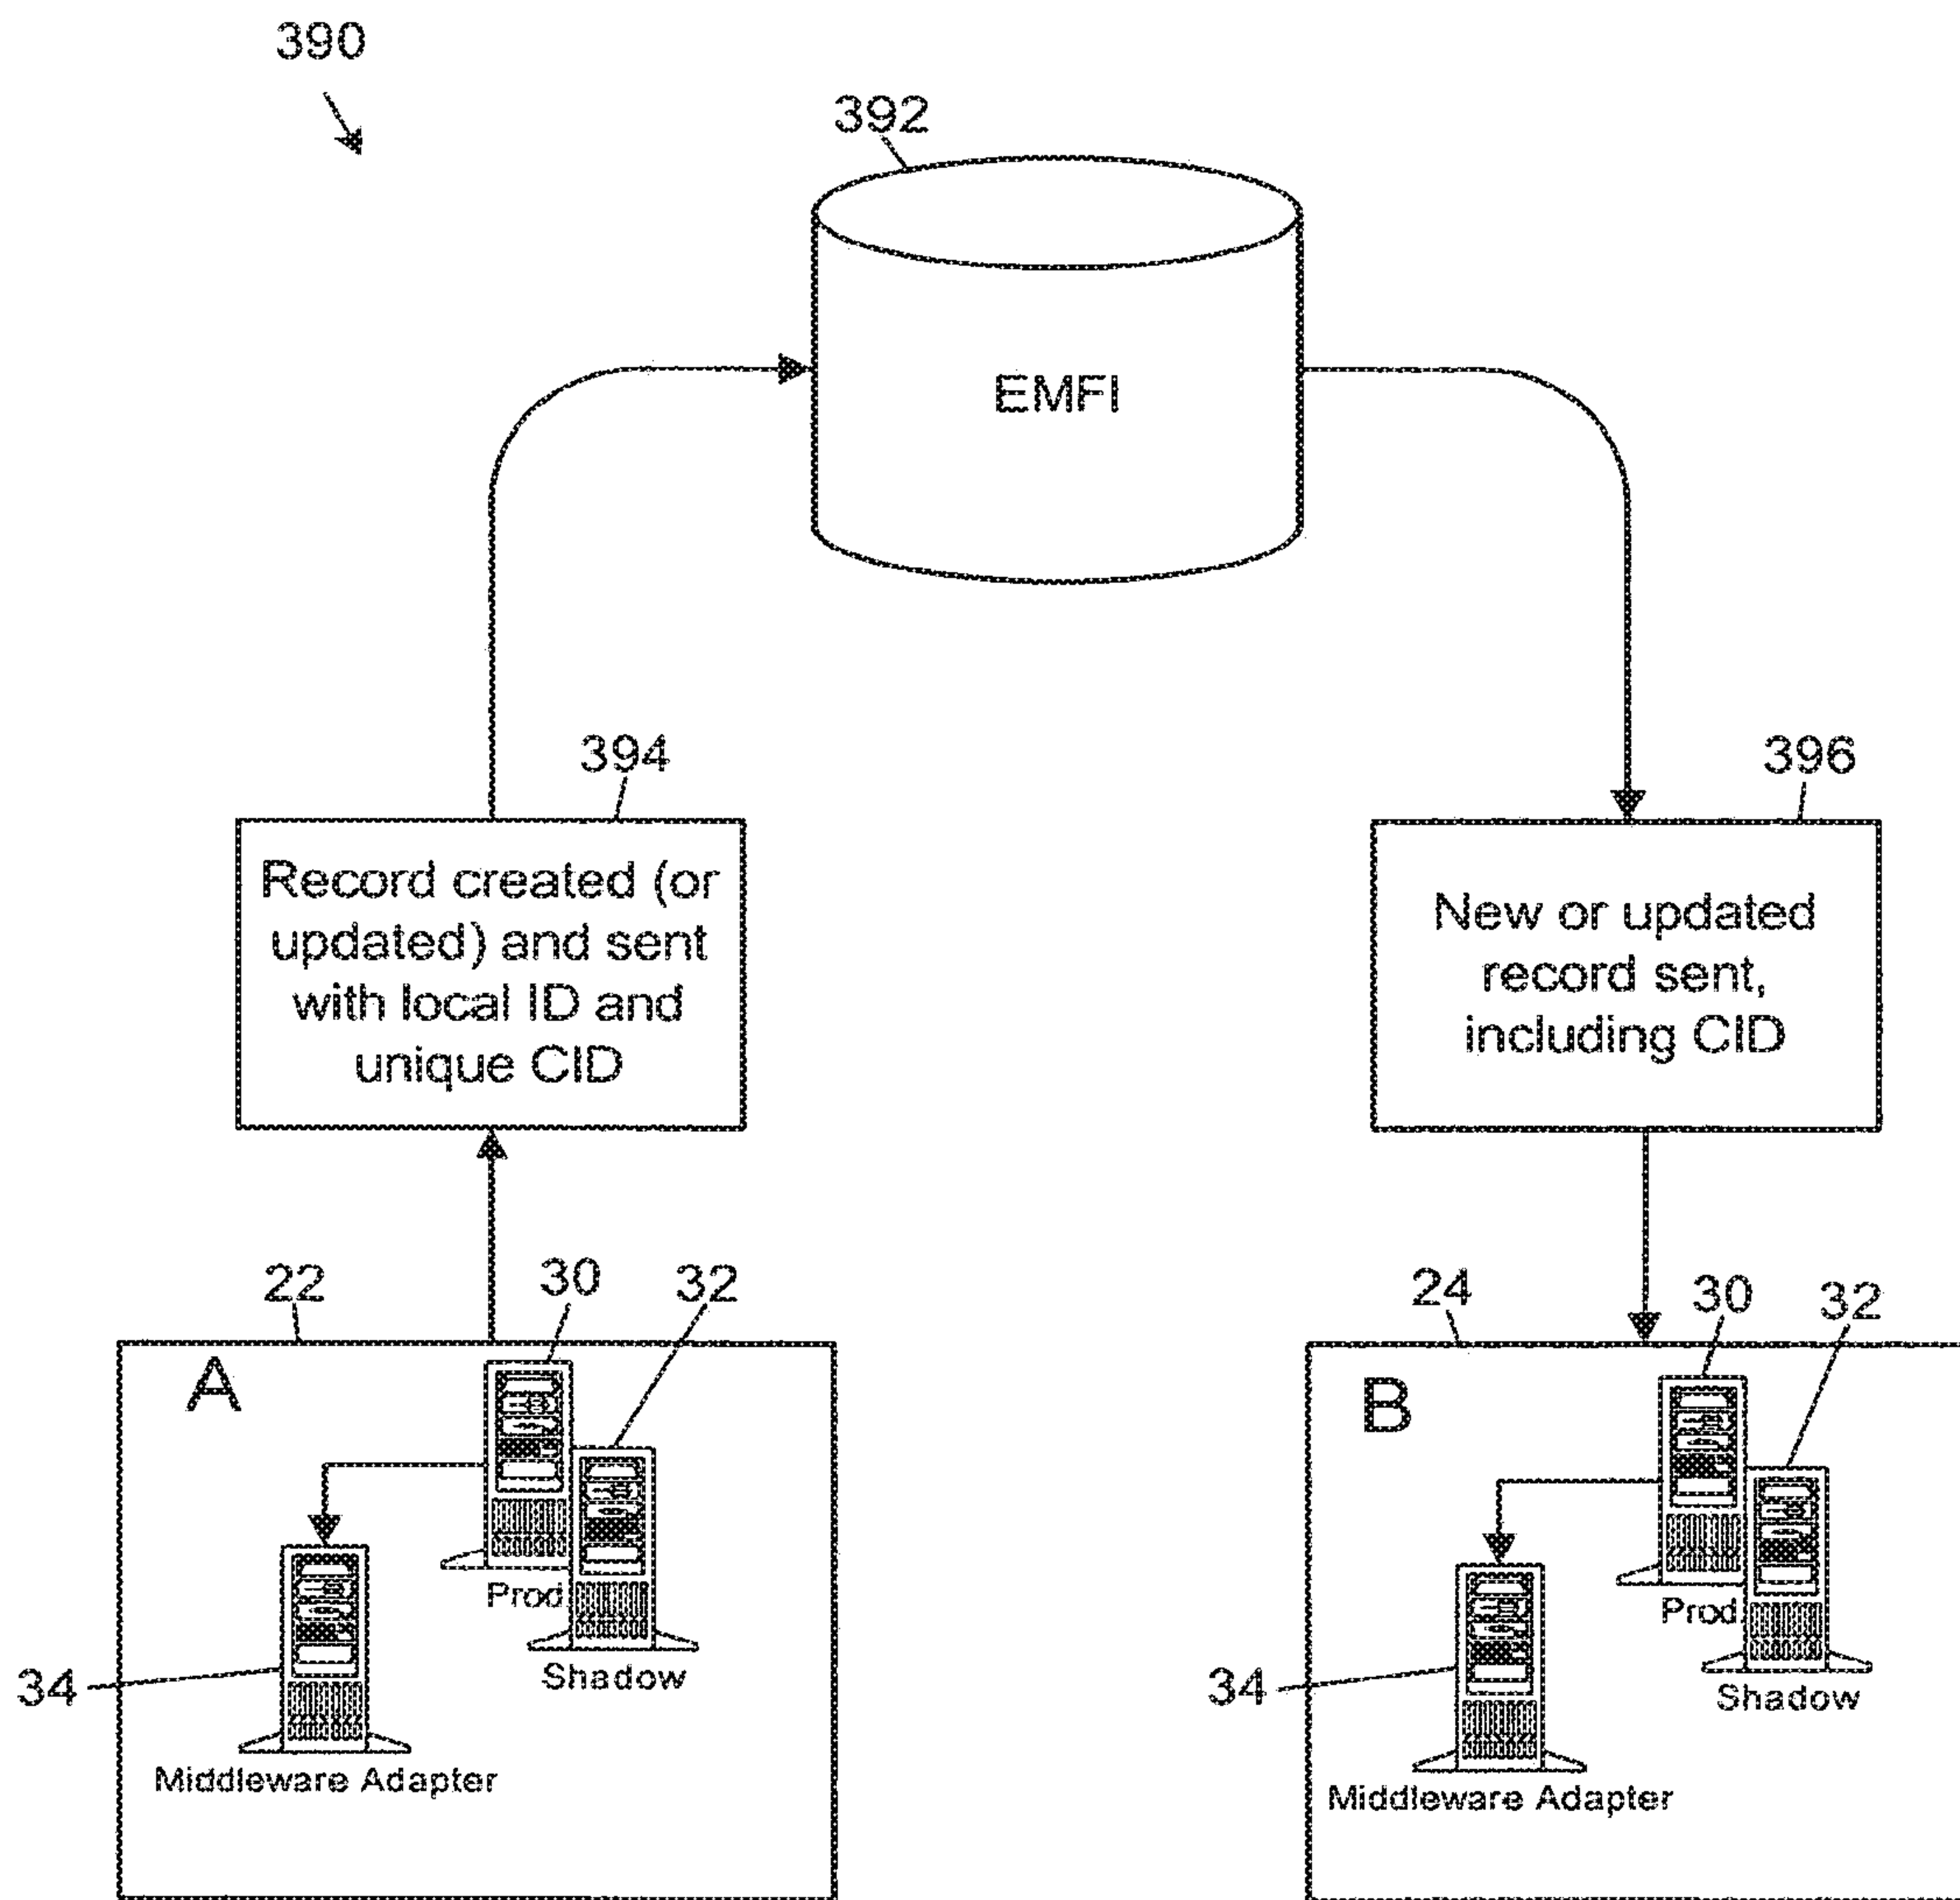 390
392
EMFI
394
396
Record created (or
updated) and sent
with local ID and
unique CID
New or updated
record sent,
including CID
22
30
32
24
30
32
A
B
Prod.
Shadow
34
Middleware Adapter
Prod.
Shadow
34
Middleware Adapter